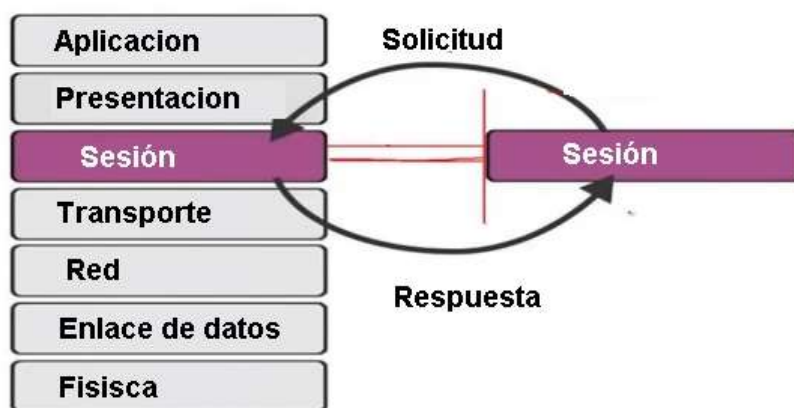 Aplicacion
Solicitud
Presentacion
Sesión
Sesión
Transporte
Red
Respuesta
Enlace de datos
Fisisca